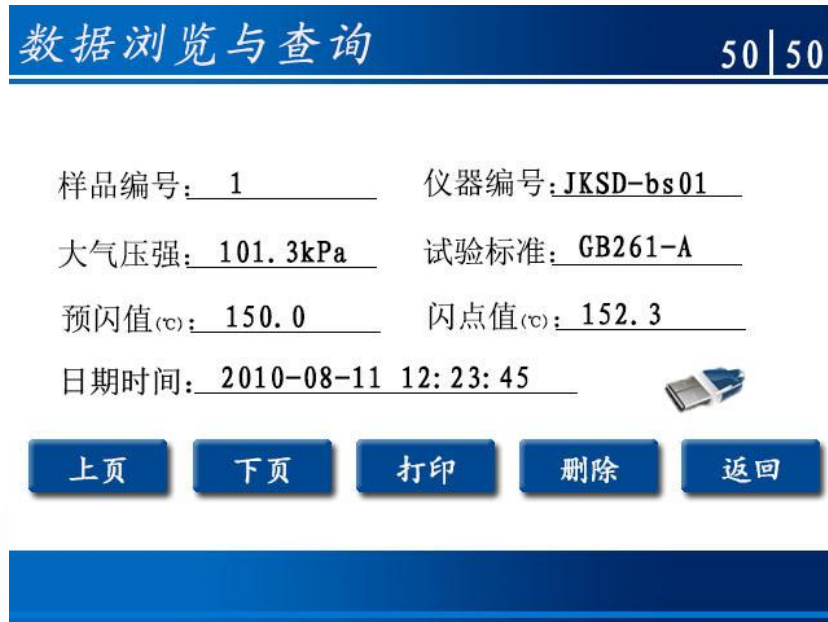 数据浏览与查询 50|50
样品编号: 1 仪器编号:JKSD-bs01
大气压强: 101.3kPa 试验标准: GB261-A
预闪值(℃): 150.0 闪点值(℃): 152.3
日期时间: 2010-08-11 12:23:45
上页 下页 打印 删除 返回